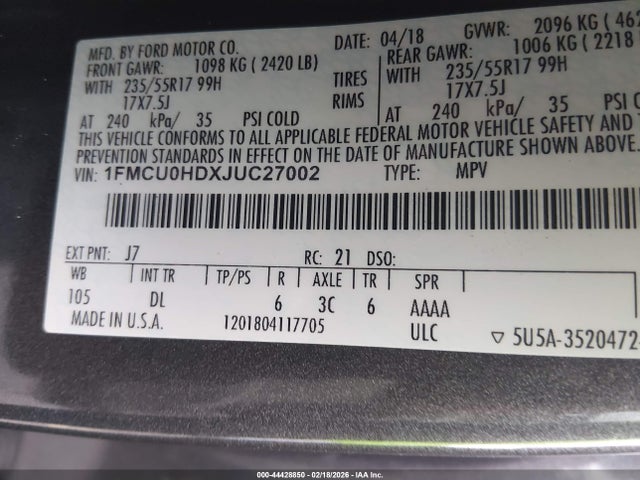 MFD. BY FORD MOTOR CO. DATE: 04/18 GVWR: 2096 KG (462
FRONT GAWR: 1098 KG (2420 LB) REAR GAWR: 1006 KG (2218
WITH 235/55R17 99H TIRES WITH 235/55R17 99H
17X7.5J RIMS 17X7.5J
AT 240 kPa/ 35 PSI COLD AT 240 kPa/ 35 PSI C
THIS VEHICLE CONFORMS TO ALL APPLICABLE FEDERAL MOTOR VEHICLE SAFETY AND
PREVENTION STANDARDS IN EFFECT ON THE DATE OF MANUFACTURE SHOWN ABOVE.
VIN: 1FMCU0HDXJUC27002 TYPE: MPV
EXT PNT: J7 RC: 21 DSO:
WB INT TR TP/PS R AXLE TR SPR
105 DL 6 3C 6 AAAA
MADE IN U.S.A. 1201804117705 ULC ▽ 5U5A-3520472-
000-44428850 - 02/18/2026 - IAA Inc.